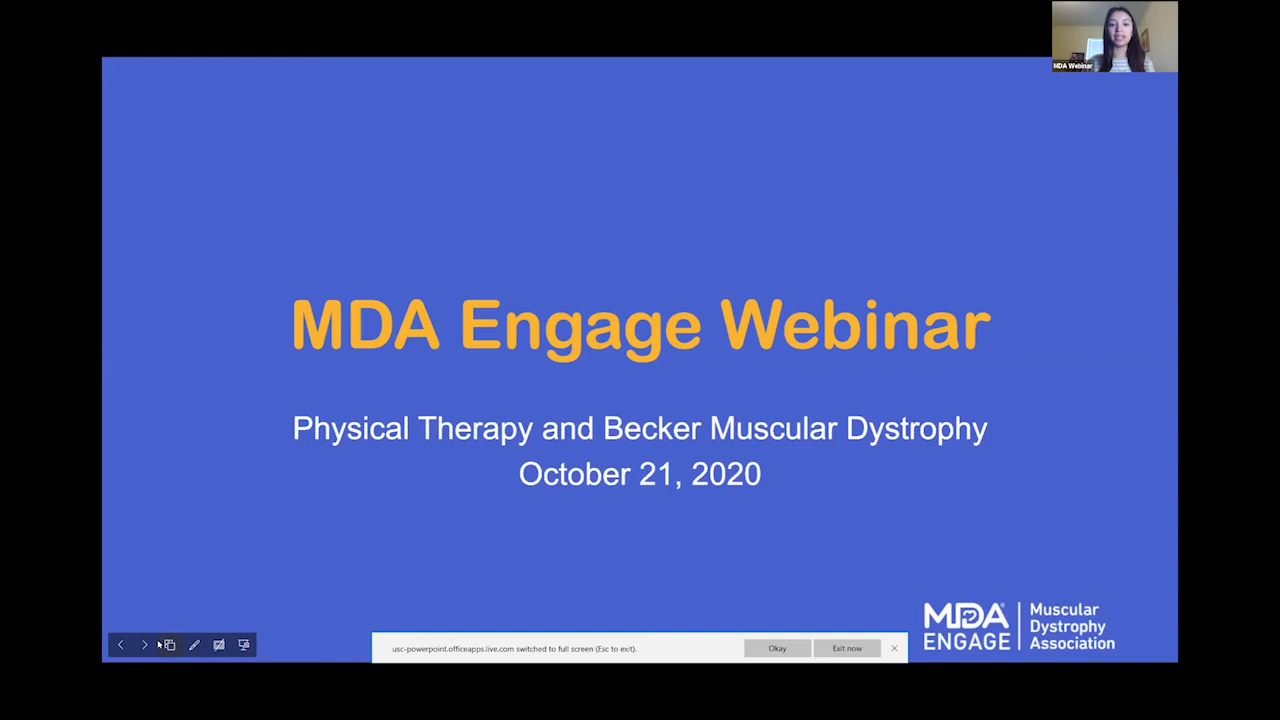 MDA Webinar
MDA Engage Webinar
Physical Therapy and Becker Muscular Dystrophy
October 21, 2020
MDA
ENGAGE
Muscular
Dystrophy
Association
usc-powerpoint.officeapps.live.com switched to full screen (Esc to exit).
Okay
Exit now